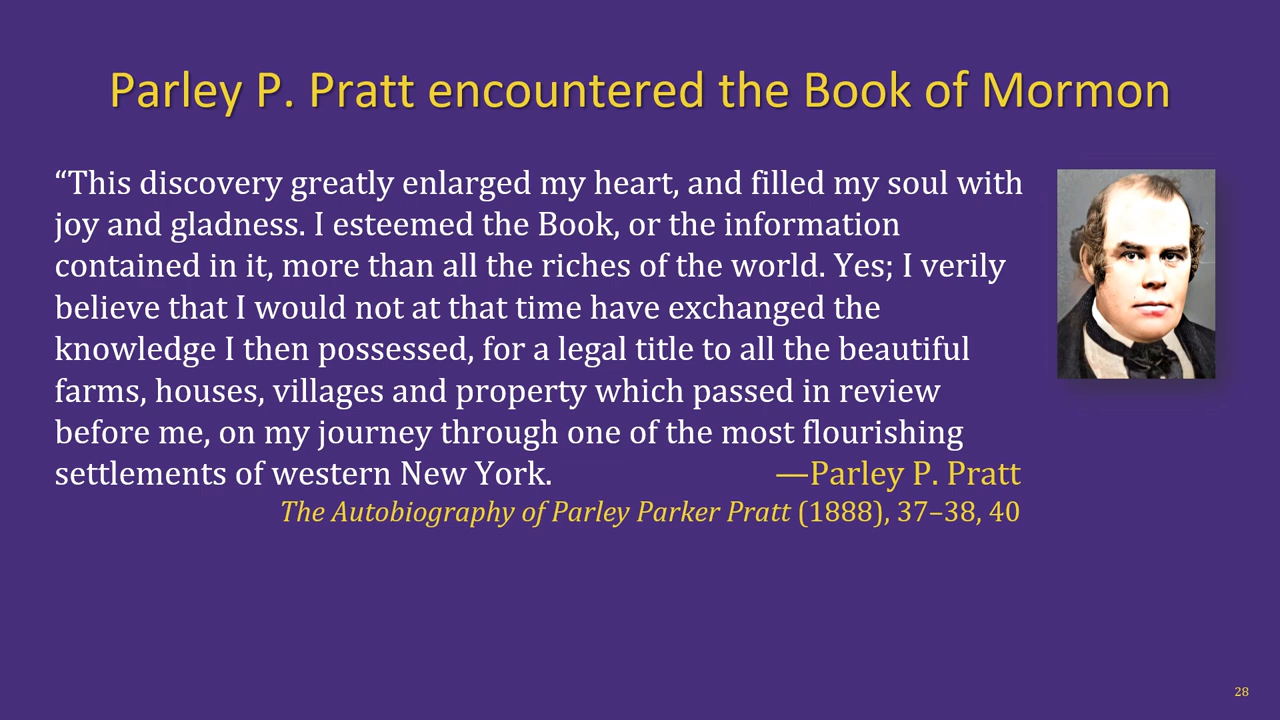 Parley P. Pratt encountered the Book of Mormon
“This discovery greatly enlarged my heart, and filled my soul with
joy and gladness. I esteemed the Book, or the information
contained in it, more than all the riches of the world. Yes; I verily
believe that I would not at that time have exchanged the
knowledge I then possessed, for a legal title to all the beautiful
farms, houses, villages and property which passed in review
before me, on my journey through one of the most flourishing
settlements of western New York. —Parley P. Pratt
The Autobiography of Parley Parker Pratt (1888), 37–38, 40
28